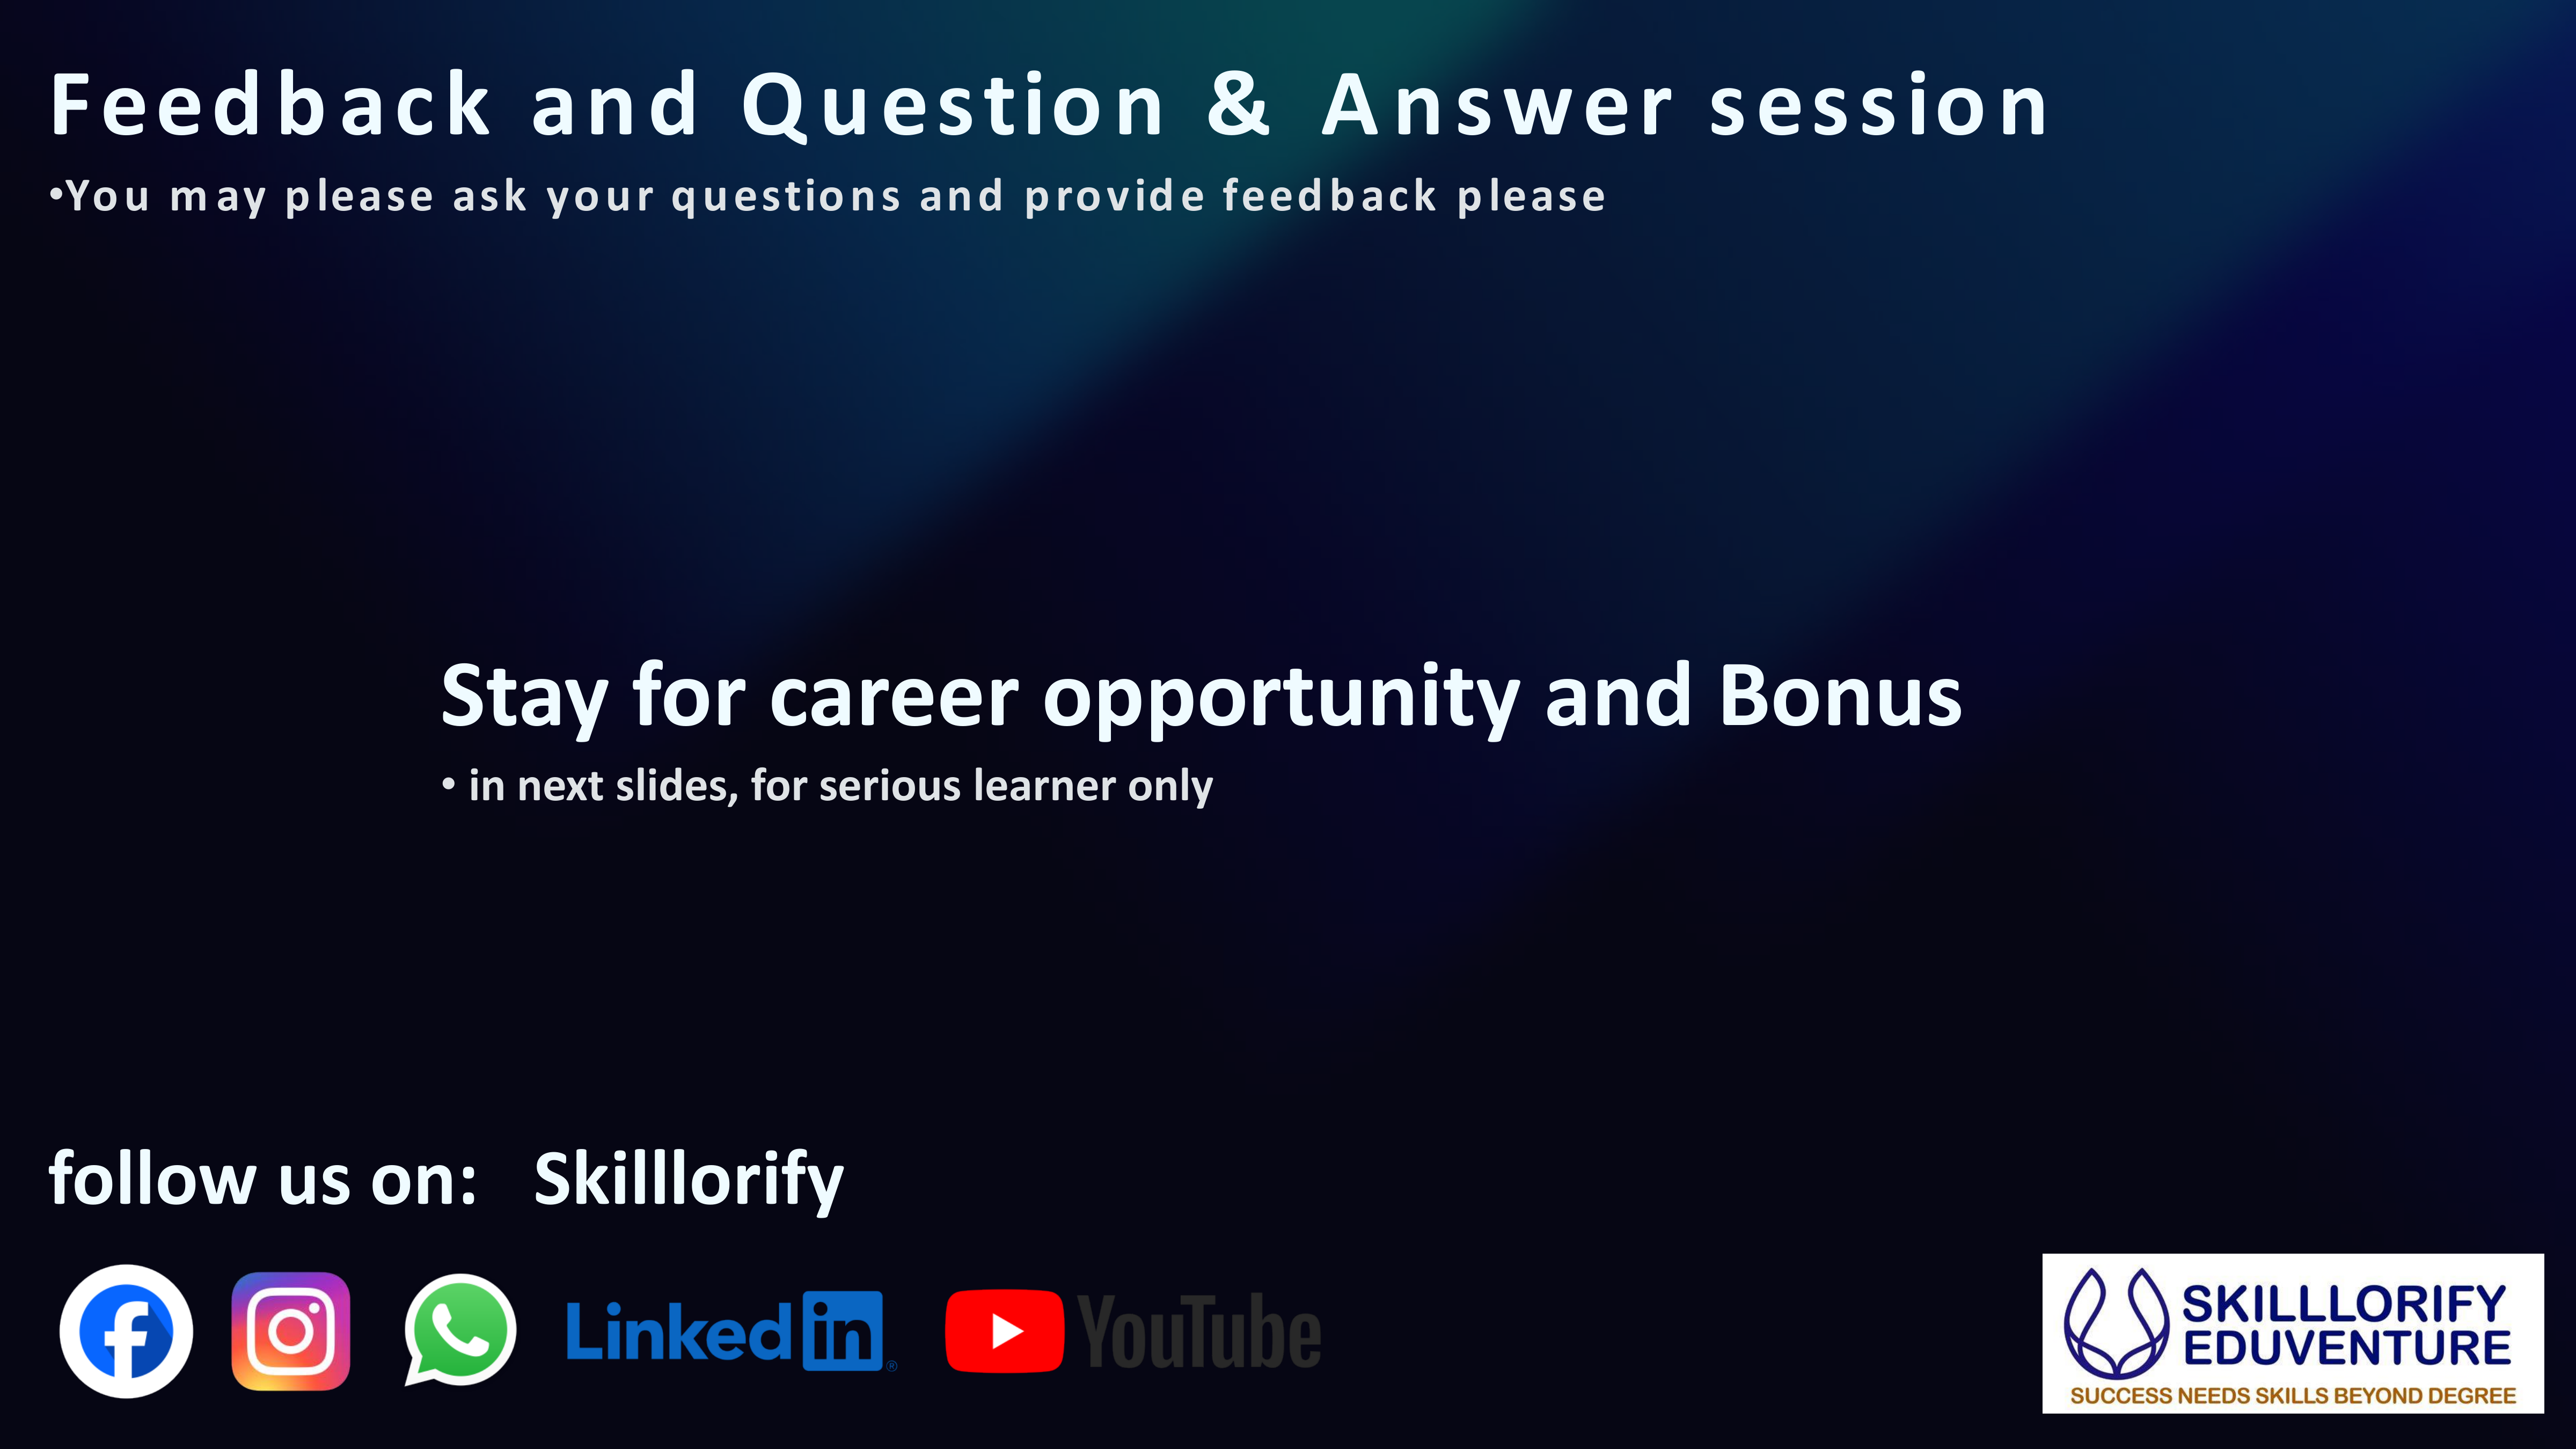 Feedback and Question & Answer session
•You may please ask your questions and provide feedback please
Stay for career opportunity and Bonus
• in next slides, for serious learner only
follow us on: Skilllorify
Linked in ®
YouTube
SKILLLORIFY
EDUVENTURE
SUCCESS NEEDS SKILLS BEYOND DEGREE